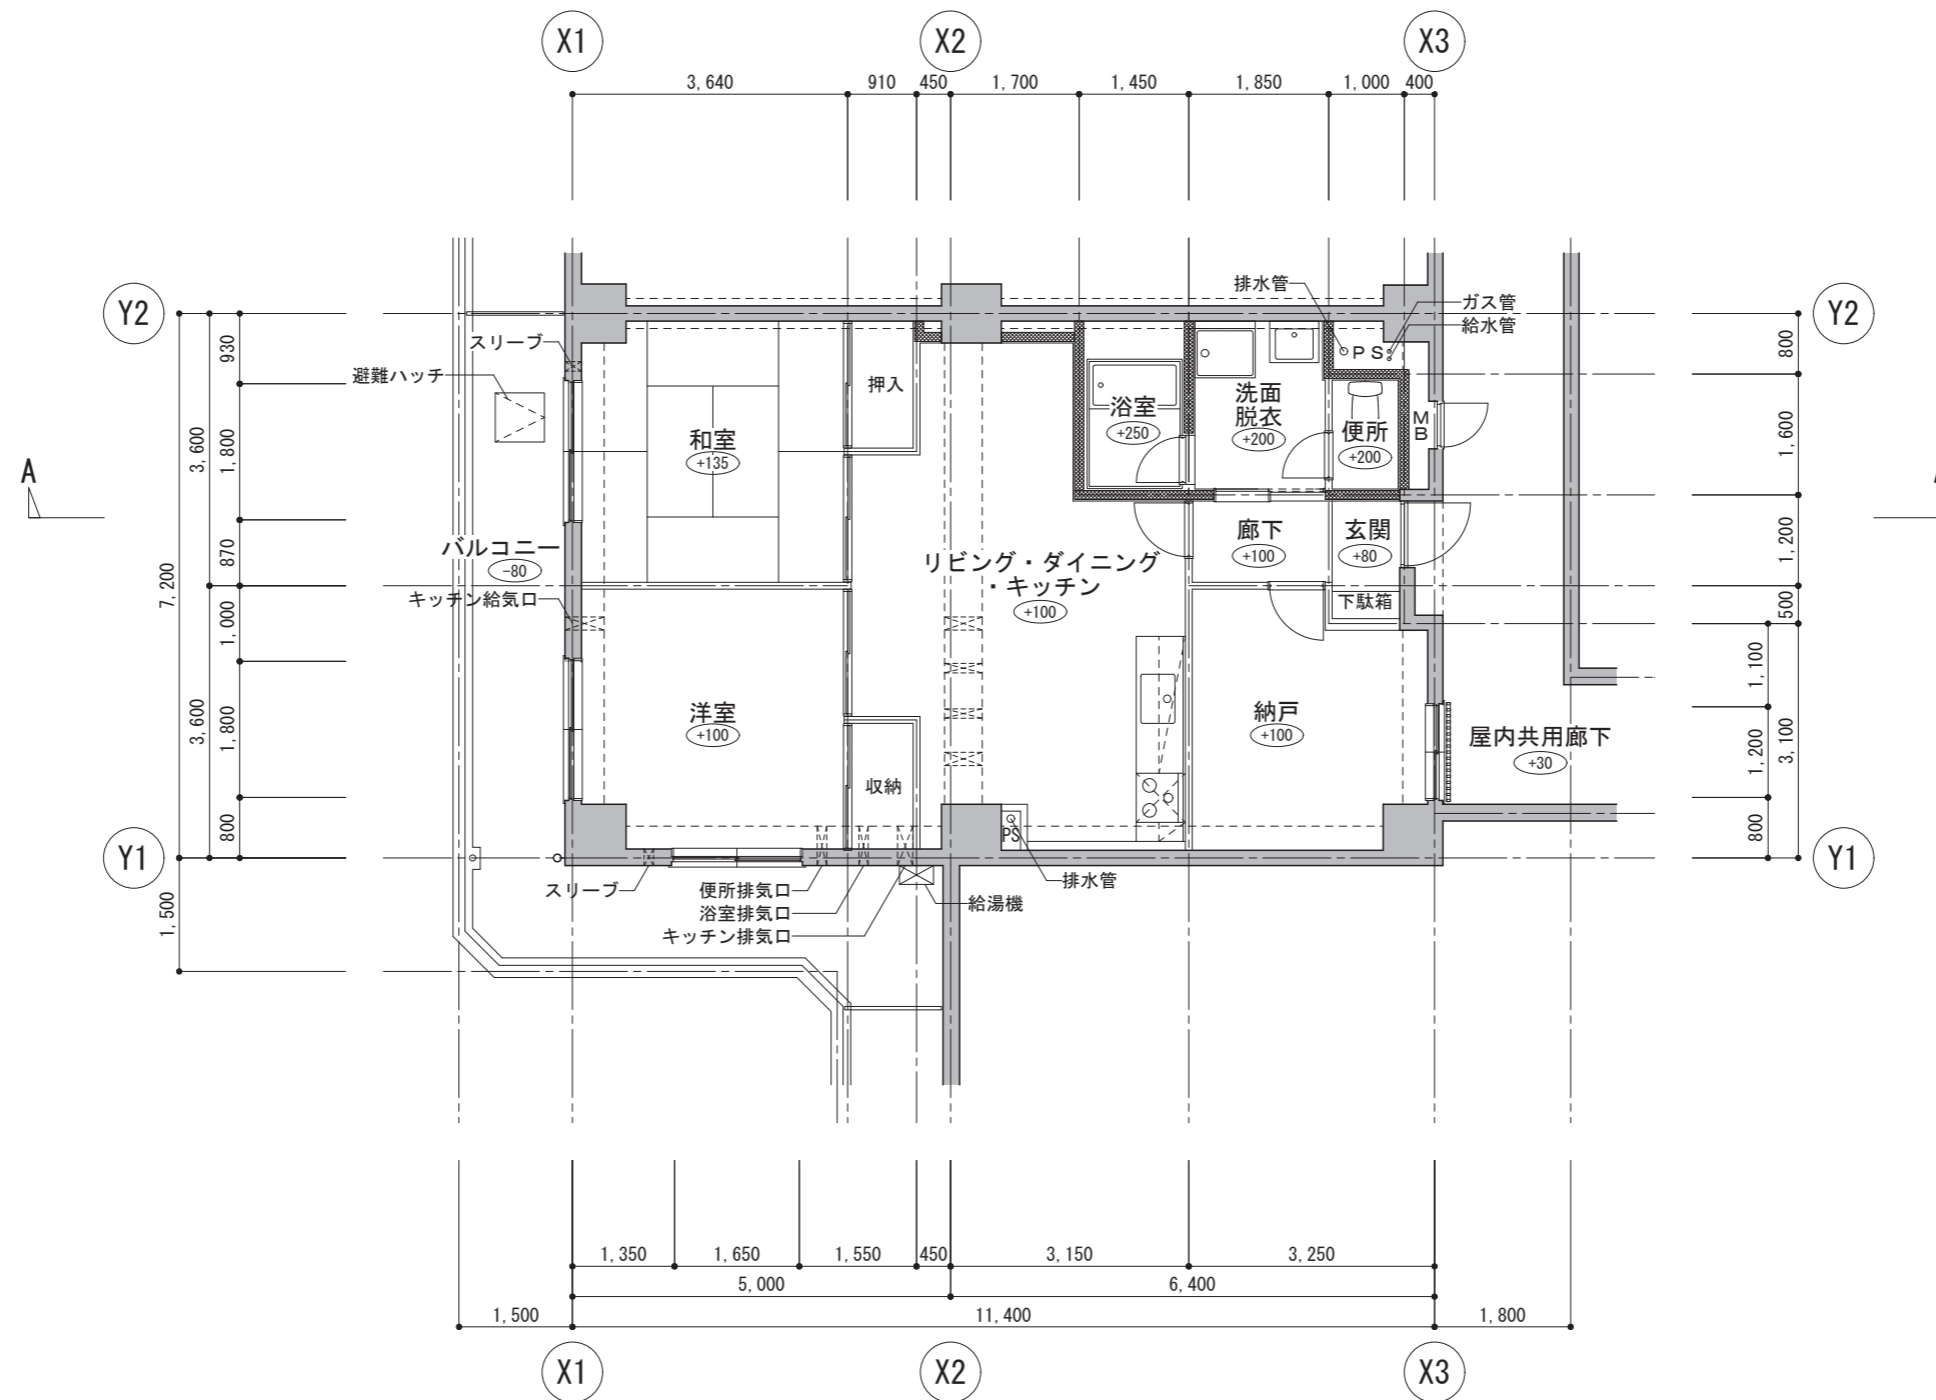 X1
X2
X3
3,640
910
450
1,700
1,450
1,850
1,000
400
Y2
Y2
排水管
ガス管
給水管
PS
スリーブ
避難ハッチ
押入
和室
+135
浴室
+250
洗面
脱衣
+200
便所
+200
MB
A
バルコニー
-80
キッチン給気口
リビング・ダイニング
・キッチン
+100
廊下
+100
玄関
+80
下駄箱
洋室
+100
収納
納戸
+100
屋内共用廊下
+30
PS
Y1
Y1
スリーブ
便所排気口
浴室排気口
キッチン排気口
給湯機
排水管
930
1,800
870
1,000
1,800
800
3,600
3,600
7,200
1,500
800
1,600
1,200
500
1,100
1,200
800
3,100
1,350
1,650
1,550
450
3,150
3,250
5,000
6,400
1,500
11,400
1,800
X1
X2
X3